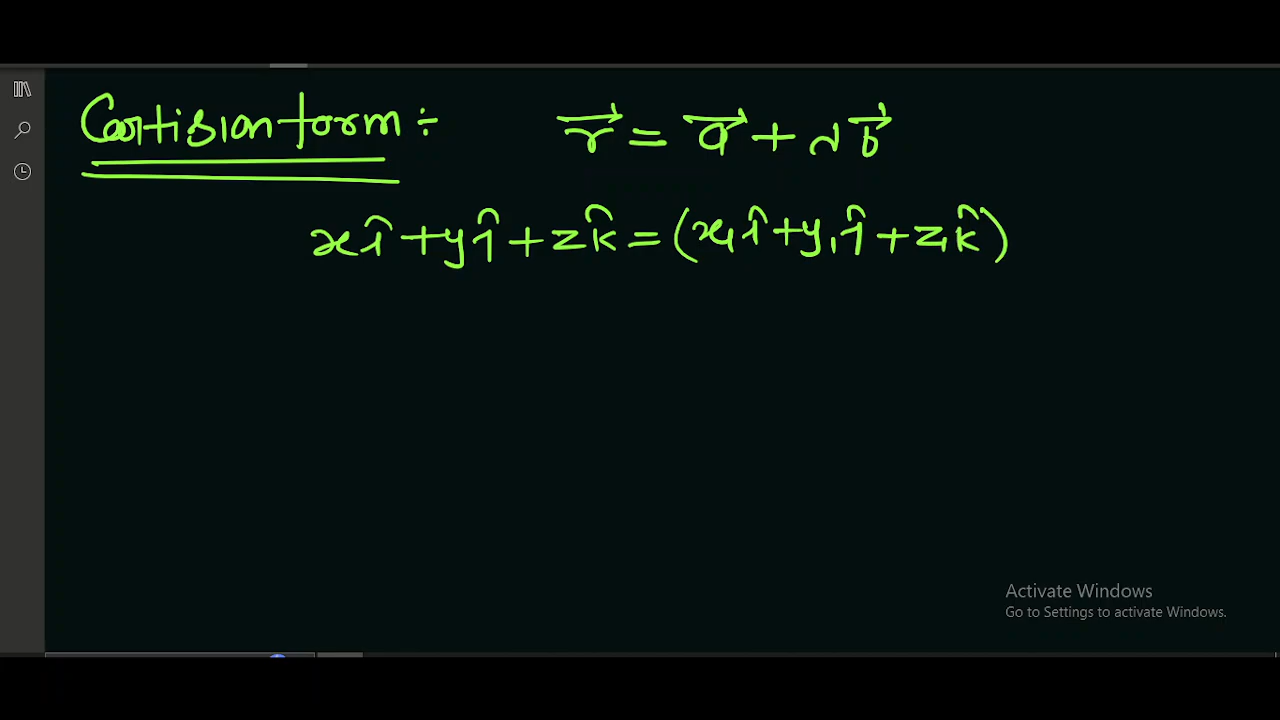 Cartision form ÷ r⃗ = a⃗ + λb⃗
xî + yĵ + zk̂ = (x₁î + y₁ĵ + z₁k̂)
Activate Windows
Go to Settings to activate Windows.